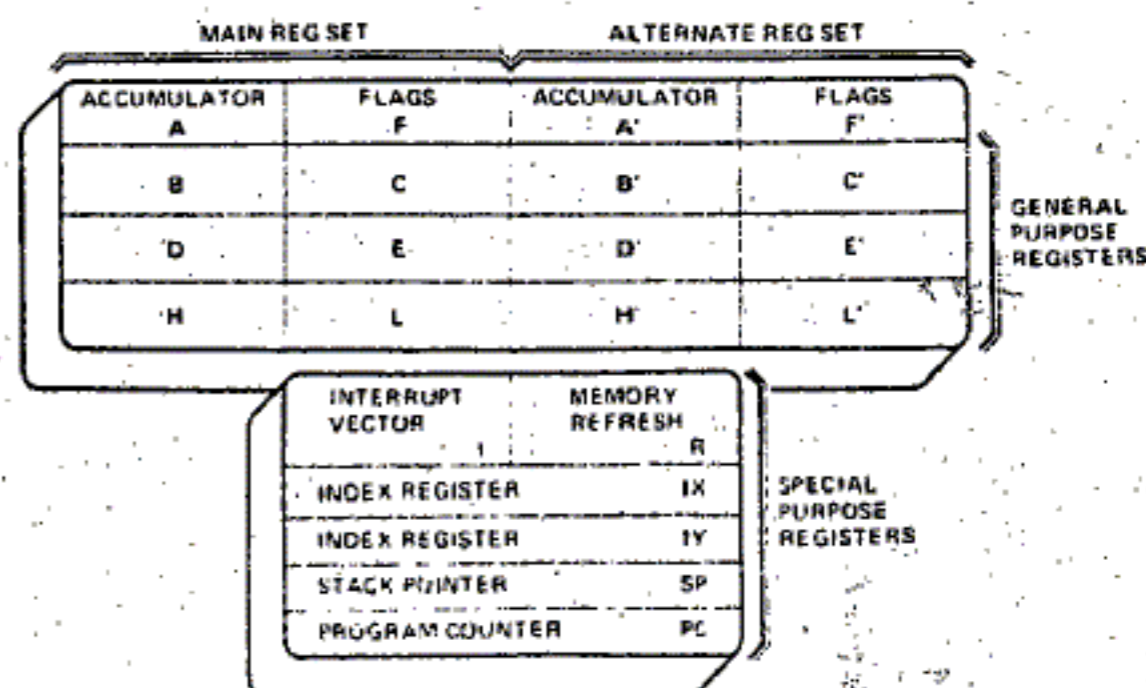 MAIN REG SET ALTERNATE REG SET
ACCUMULATOR FLAGS ACCUMULATOR FLAGS
A F A' F'
B C B' C'
D E D' E'
H L H' L'
GENERAL
PURPOSE
REGISTERS
INTERRUPT MEMORY
VECTOR REFRESH
I R
INDEX REGISTER IX
INDEX REGISTER IY
STACK POINTER SP
PROGRAM COUNTER PC
SPECIAL
PURPOSE
REGISTERS